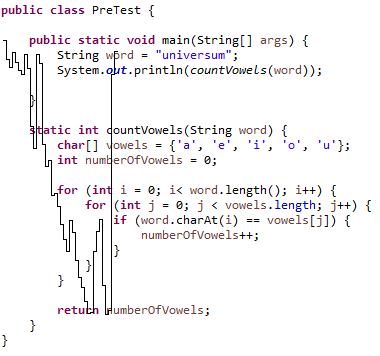 public class PreTest {
public static void main(String[] args) {
String word = "universum";
System.out.println(countVowels(word));
}
static int countVowels(String word) {
char[] vowels = {'a', 'e', 'i', 'o', 'u'};
int numberOfVowels = 0;
for (int i = 0; i< word.length(); i++) {
for (int j = 0; j < vowels.length; j++) {
if (word.charAt(i) == vowels[j]) {
numberOfVowels++;
}
}
}
return numberOfVowels;
}
}